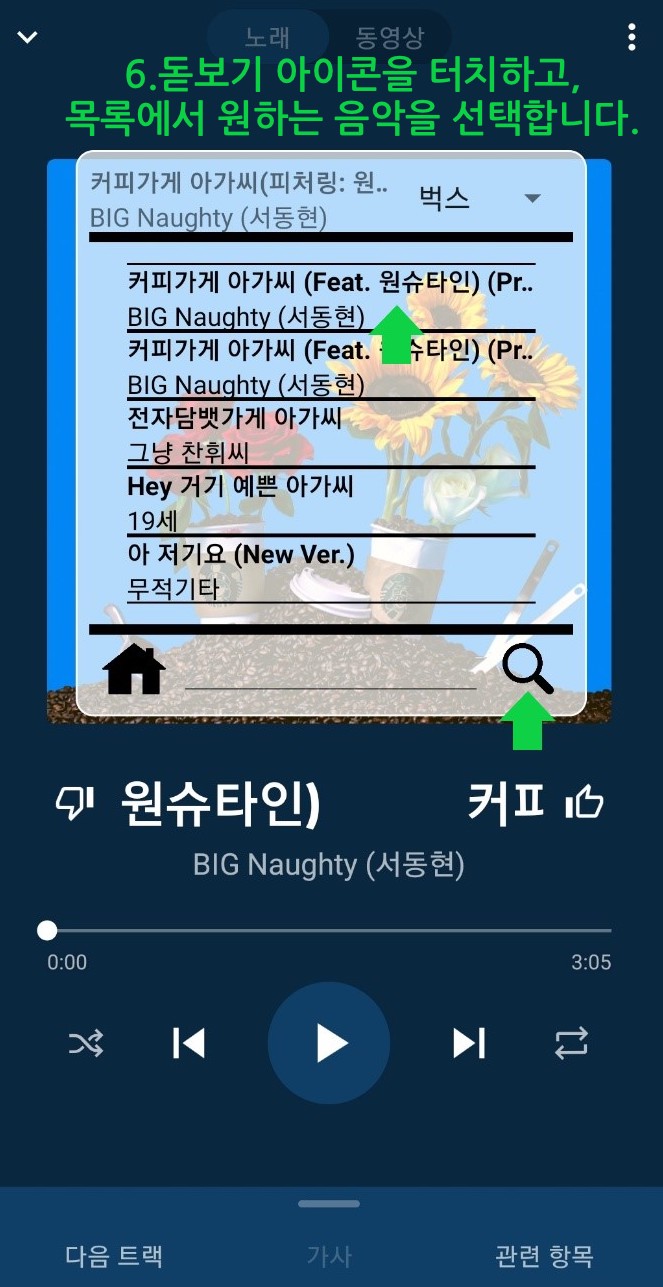 노래 동영상
6.돋보기 아이콘을 터치하고,
목록에서 원하는 음악을 선택합니다.
커피가게 아가씨(피처링: 원..
벅스
BIG Naughty (서동현)
커피가게 아가씨 (Feat. 원슈타인) (Pr..
BIG Naughty (서동현)
커피가게 아가씨 (Feat. 원슈타인) (Pr..
BIG Naughty (서동현)
전자담뱃가게 아가씨
그냥 찬휘씨
Hey 거기 예쁜 아가씨
19세
아 저기요 (New Ver.)
무적기타
원슈타인) 커피
BIG Naughty (서동현)
0:00 3:05
다음 트랙 가사 관련 항목